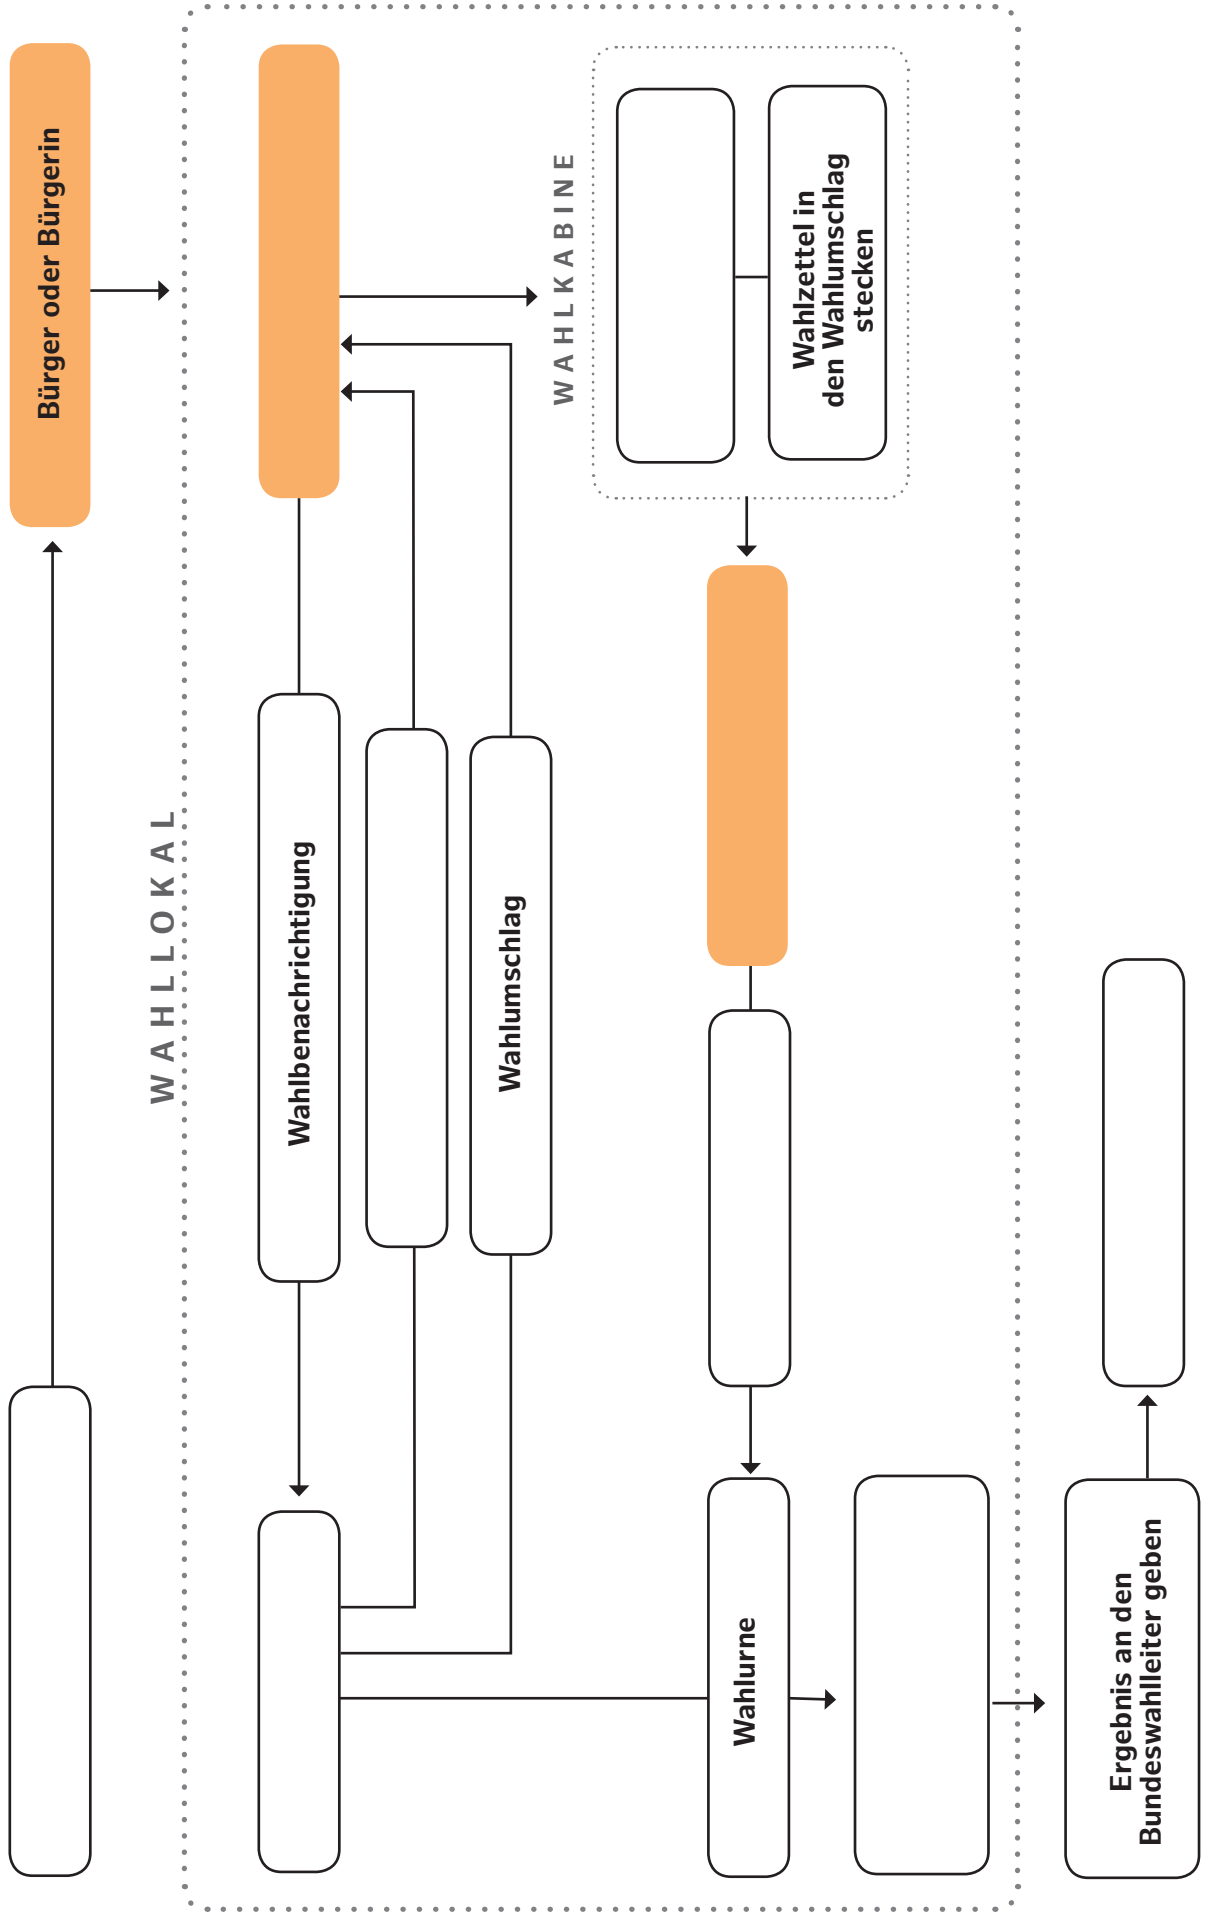 Bürger oder Bürgerin
WAHLLOKAL
Wahlbenachrichtigung
Wahlumschlag
WAHLKABINE
Wahlzettel in
den Wahlumschlag
stecken
Wahlurne
Ergebnis an den
Bundeswahlleiter geben